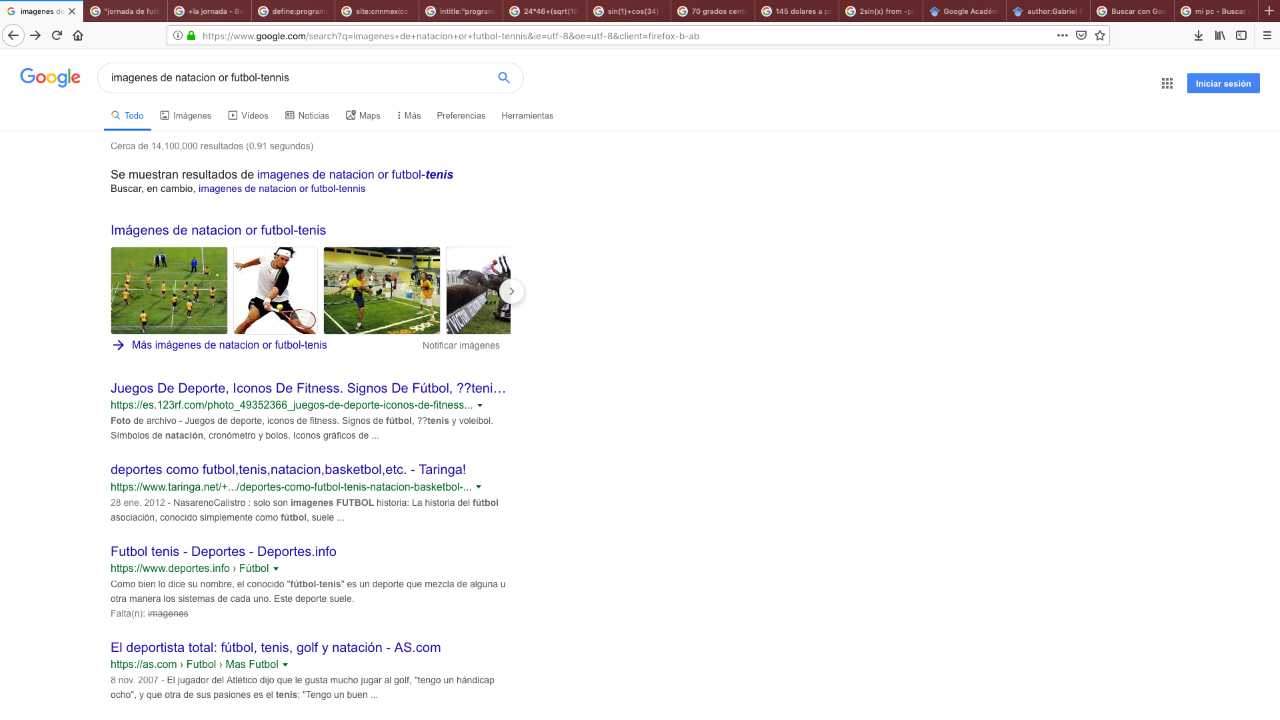 imagenes de
"jornada de futb
+la jornada - Bu
define:program
site:cnnmexico
intitle:"progra
24*46+(sqrt(16
sin(1)+cos(34)
70 grados cent
145 dolares a p
2sin(x) from -p
Google Acadé
author:Gabriel
Buscar con Goo
mi pc - Buscar
https://www.google.com/search?q=imagenes+de+natacion+or+futbol-tennis&ie=utf-8&oe=utf-8&client=firefox-b-ab
Google
imagenes de natacion or futbol-tennis
Iniciar sesión
Todo Imágenes Vídeos Noticias Maps Más Preferencias Herramientas
Cerca de 14,100,000 resultados (0.91 segundos)
Se muestran resultados de imagenes de natacion or futbol-tenis
Buscar, en cambio, imagenes de natacion or futbol-tennis
Imágenes de natacion or futbol-tenis
Más imágenes de natacion or futbol-tenis Notificar imágenes
Juegos De Deporte, Iconos De Fitness. Signos De Fútbol, ??teni…
https://es.123rf.com/photo_49352366_juegos-de-deporte-iconos-de-fitness...
Foto de archivo - Juegos de deporte, iconos de fitness. Signos de fútbol, ??tenis y voleibol.
Símbolos de natación, cronómetro y bolos. Iconos gráficos de ...
deportes como futbol,tenis,natacion,basketbol,etc. - Taringa!
https://www.taringa.net/+.../deportes-como-futbol-tenis-natacion-basketbol-...
28 ene. 2012 - NasarenoCalistro : solo son imagenes FUTBOL historia: La historia del fútbol
asociación, conocido simplemente como fútbol, suele ...
Futbol tenis - Deportes - Deportes.info
https://www.deportes.info › Fútbol
Como bien lo dice su nombre, el conocido "fútbol-tenis" es un deporte que mezcla de alguna u
otra manera los sistemas de cada uno. Este deporte suele.
Falta(n): imagenes
El deportista total: fútbol, tenis, golf y natación - AS.com
https://as.com › Futbol › Mas Futbol
8 nov. 2007 - El jugador del Atlético dijo que le gusta mucho jugar al golf, "tengo un hándicap
ocho", y que otra de sus pasiones es el tenis; "Tengo un buen ...